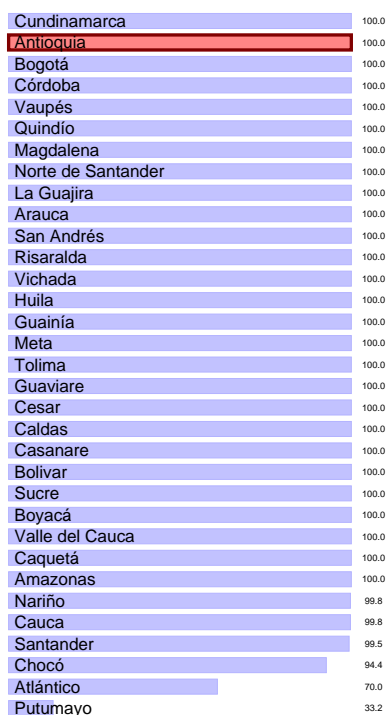 Cundinamarca 100.0
Antioquia 100.0
Bogotá 100.0
Córdoba 100.0
Vaupés 100.0
Quindío 100.0
Magdalena 100.0
Norte de Santander 100.0
La Guajira 100.0
Arauca 100.0
San Andrés 100.0
Risaralda 100.0
Vichada 100.0
Huila 100.0
Guainía 100.0
Meta 100.0
Tolima 100.0
Guaviare 100.0
Cesar 100.0
Caldas 100.0
Casanare 100.0
Bolivar 100.0
Sucre 100.0
Boyacá 100.0
Valle del Cauca 100.0
Caquetá 100.0
Amazonas 100.0
Nariño 99.8
Cauca 99.8
Santander 99.5
Chocó 94.4
Atlántico 70.0
Putumayo 33.2